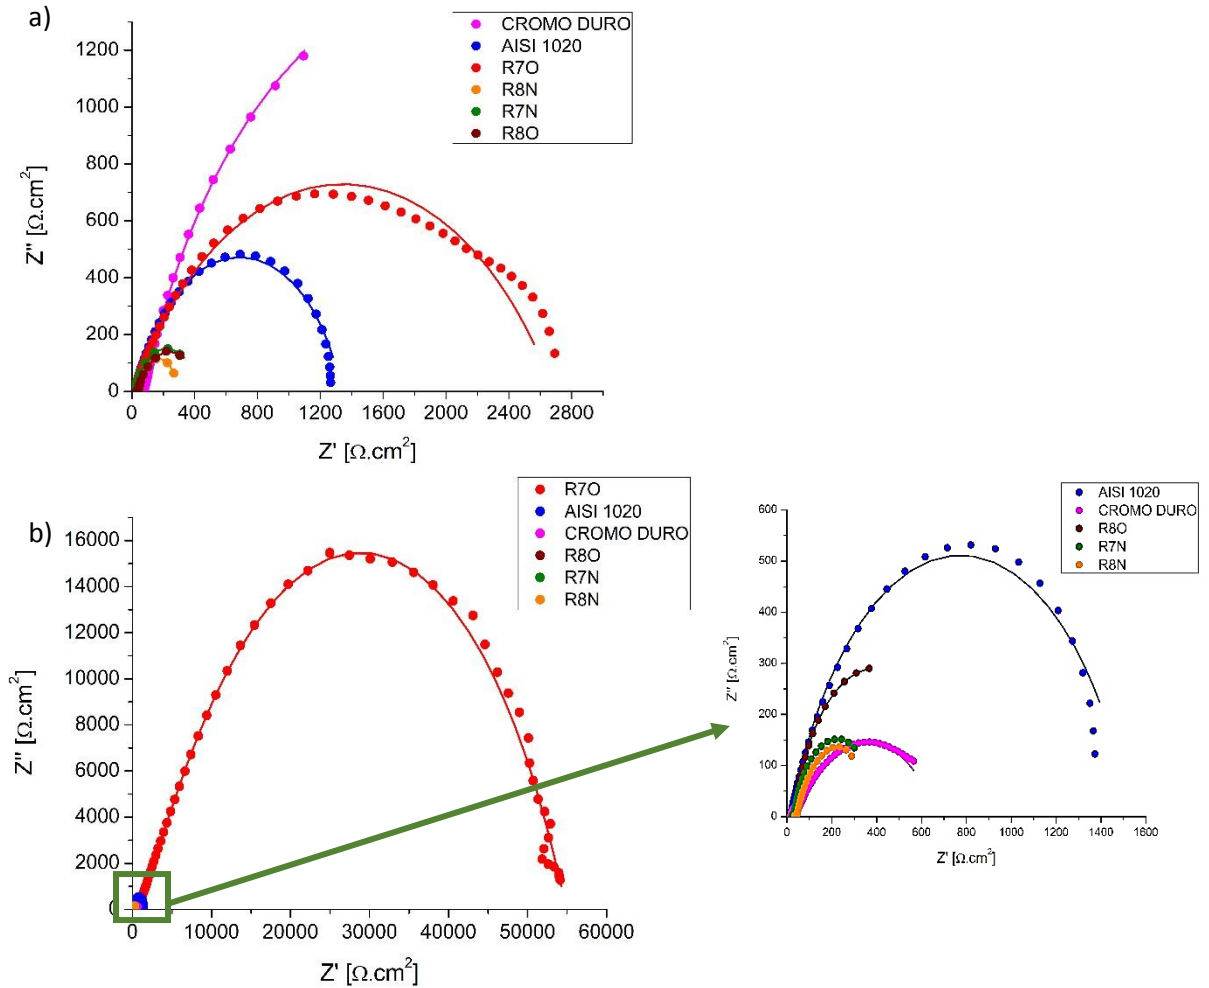 a)
CROMO DURO
AISI 1020
R7O
R8N
R7N
R8O
1200
1000
800
600
400
200
0
Z" [Ω.cm²]
0 400 800 1200 1600 2000 2400 2800
Z' [Ω.cm²]
b)
R7O
AISI 1020
CROMO DURO
R8O
R7N
R8N
16000
14000
12000
10000
8000
6000
4000
2000
0
Z" [Ω.cm²]
0 10000 20000 30000 40000 50000 60000
Z' [Ω.cm²]
AISI 1020
CROMO DURO
R8O
R7N
R8N
600
500
400
300
200
100
0
Z" [Ω.cm²]
0 200 400 600 800 1000 1200 1400 1600
Z' [Ω.cm²]